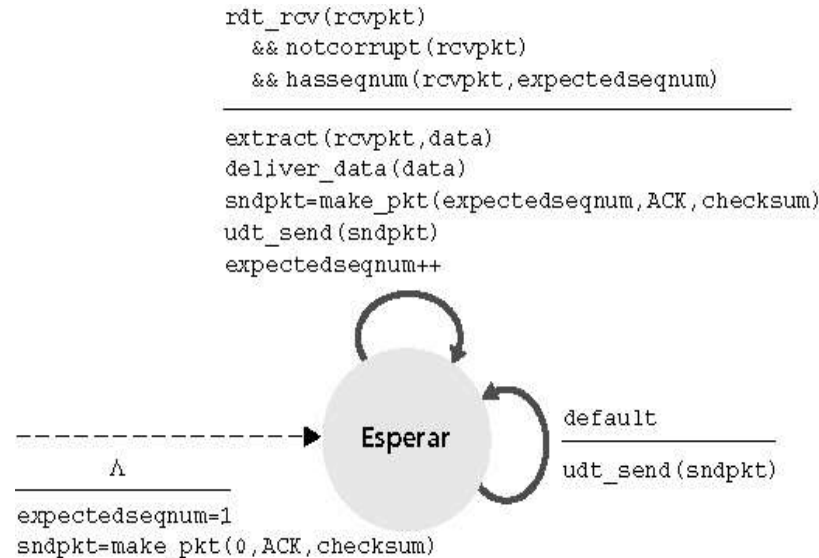 rdt_rcv(rcvpkt)
&& notcorrupt(rcvpkt)
&& hasseqnum(rcvpkt,expectedseqnum)
extract(rcvpkt,data)
deliver_data(data)
sndpkt=make_pkt(expectedseqnum,ACK,checksum)
udt_send(sndpkt)
expectedseqnum++
Esperar
default
udt_send(sndpkt)
Λ
expectedseqnum=1
sndpkt=make_pkt(0,ACK,checksum)